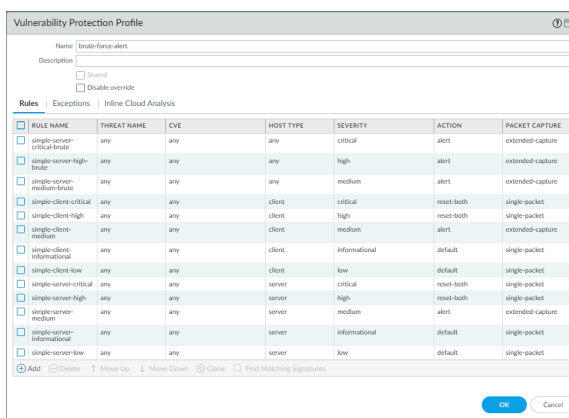 Vulnerability Protection Profile
Name brute-force-alert
Description
Shared
Disable override
Rules | Exceptions | Inline Cloud Analysis
RULE NAME THREAT NAME CVE HOST TYPE SEVERITY ACTION PACKET CAPTURE
simple-server-critical-brute any any any critical alert extended-capture
simple-server-high-brute any any any high alert extended-capture
simple-server-medium-brute any any any medium alert extended-capture
simple-client-critical any any client critical reset-both single-packet
simple-client-high any any client high reset-both single-packet
simple-client-medium any any client medium alert extended-capture
simple-client-informational any any client informational default single-packet
simple-client-low any any client low default single-packet
simple-server-critical any any server critical reset-both single-packet
simple-server-high any any server high reset-both single-packet
simple-server-medium any any server medium alert extended-capture
simple-server-informational any any server informational default single-packet
simple-server-low any any server low default single-packet
Add Delete Move Up Move Down Clone Find Matching Signatures
OK Cancel